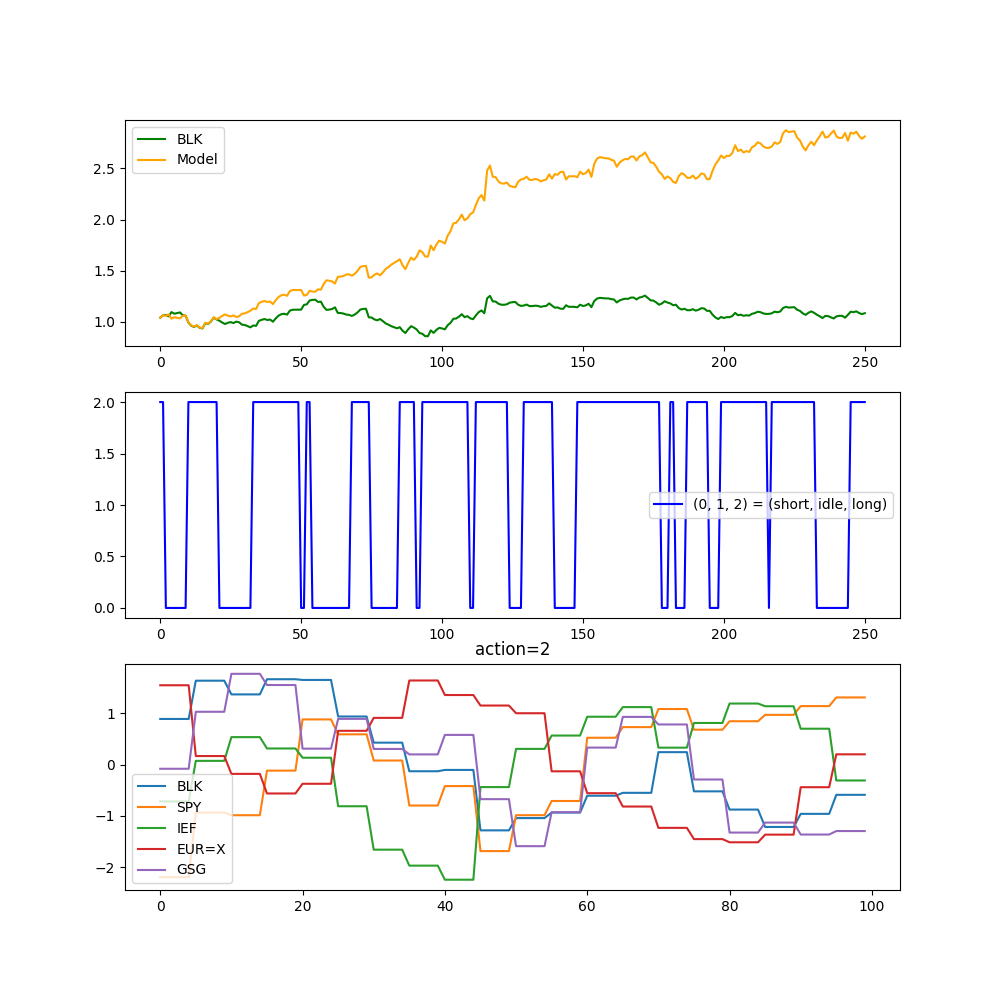 BLK
Model
2.5
2.0
1.5
1.0
0 50 100 150 200 250
2.0
1.5
1.0
0.5
0.0
(0, 1, 2) = (short, idle, long)
0 50 100 150 200 250
action=2
1
0
−1
−2
BLK
SPY
IEF
EUR=X
GSG
0 20 40 60 80 100